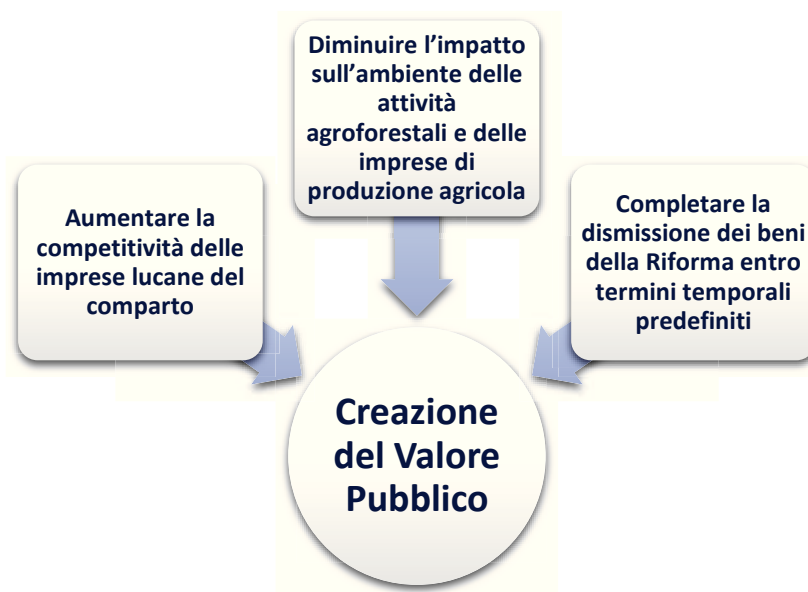 Diminuire l’impatto
sull’ambiente delle
attività
agroforestali e delle
imprese di
produzione agricola
Aumentare la
competitività delle
imprese lucane del
comparto
Completare la
dismissione dei beni
della Riforma entro
termini temporali
predefiniti
Creazione
del Valore
Pubblico